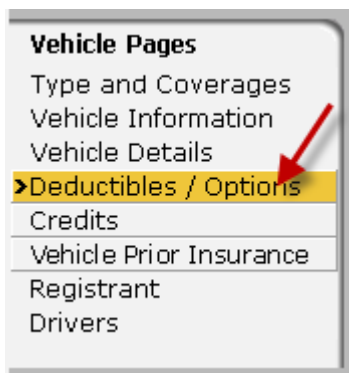 Vehicle Pages
Type and Coverages
Vehicle Information
Vehicle Details
>Deductibles / Options
Credits
Vehicle Prior Insurance
Registrant
Drivers